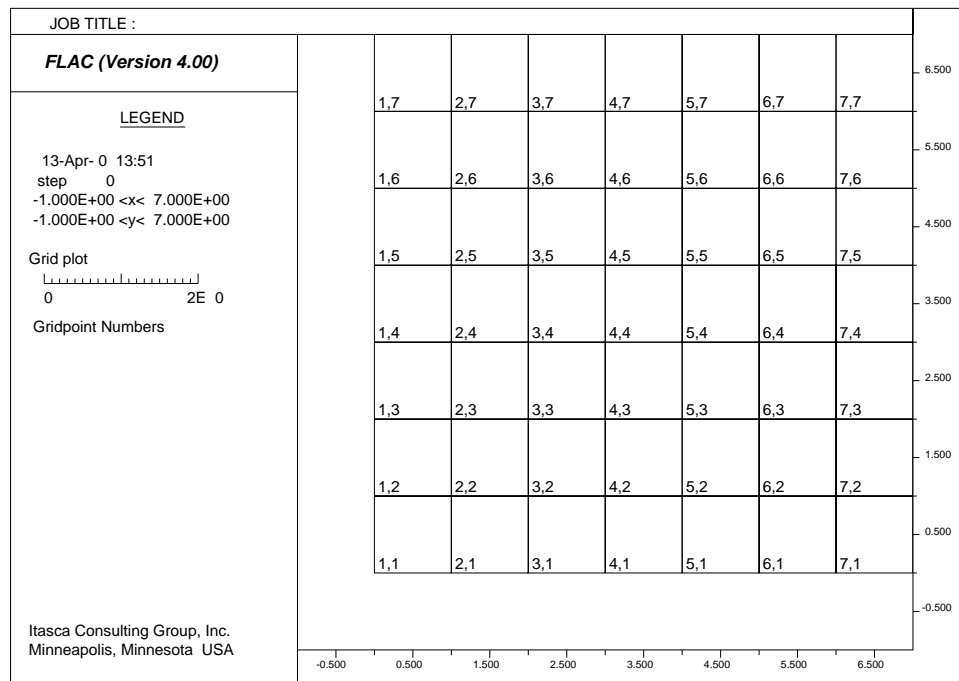 JOB TITLE :
FLAC (Version 4.00)
LEGEND
13-Apr- 0 13:51
step 0
-1.000E+00 <x< 7.000E+00
-1.000E+00 <y< 7.000E+00
Grid plot
0 2E 0
Gridpoint Numbers
Itasca Consulting Group, Inc.
Minneapolis, Minnesota USA
1,7 2,7 3,7 4,7 5,7 6,7 7,7
1,6 2,6 3,6 4,6 5,6 6,6 7,6
1,5 2,5 3,5 4,5 5,5 6,5 7,5
1,4 2,4 3,4 4,4 5,4 6,4 7,4
1,3 2,3 3,3 4,3 5,3 6,3 7,3
1,2 2,2 3,2 4,2 5,2 6,2 7,2
1,1 2,1 3,1 4,1 5,1 6,1 7,1
6.500
5.500
4.500
3.500
2.500
1.500
0.500
-0.500
-0.500 0.500 1.500 2.500 3.500 4.500 5.500 6.500